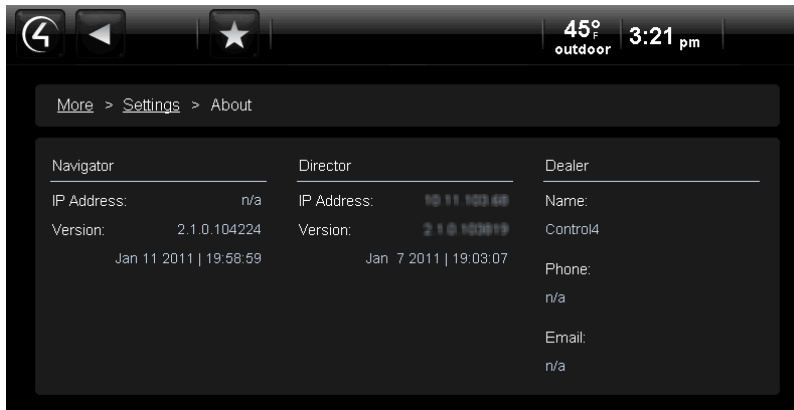 45°F
outdoor
3:21 pm
More > Settings > About
Navigator
IP Address: n/a
Version: 2.1.0.104224
Jan 11 2011 | 19:58:59
Director
IP Address:
Version:
Jan 7 2011 | 19:03:07
Dealer
Name:
Control4
Phone:
n/a
Email:
n/a